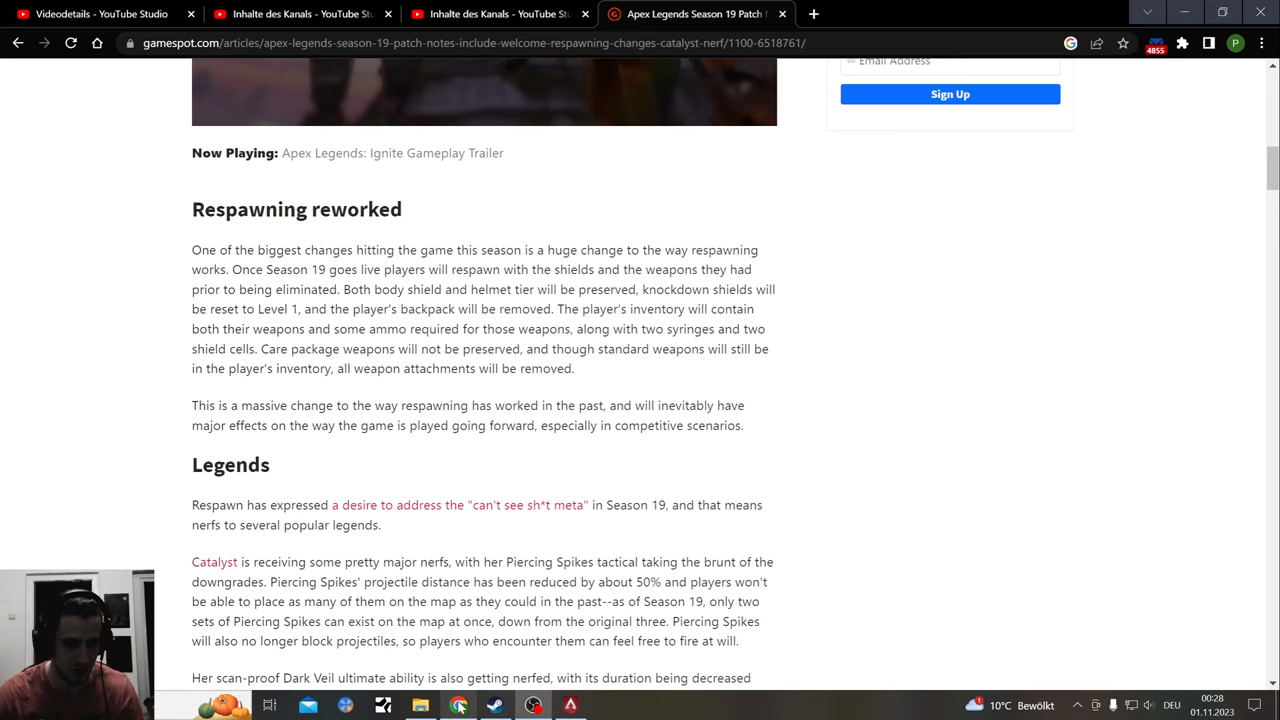 Videodetails - YouTube Studio
Inhalte des Kanals - YouTube St
Inhalte des Kanals - YouTube St
Apex Legends Season 19 Patch
gamespot.com/articles/apex-legends-season-19-patch-notes-include-welcome-respawning-changes-catalyst-nerf/1100-6518761/
4855
P
Email Address
Sign Up
Now Playing: Apex Legends: Ignite Gameplay Trailer
Respawning reworked
One of the biggest changes hitting the game this season is a huge change to the way respawning
works. Once Season 19 goes live players will respawn with the shields and the weapons they had
prior to being eliminated. Both body shield and helmet tier will be preserved, knockdown shields will
be reset to Level 1, and the player's backpack will be removed. The player's inventory will contain
both their weapons and some ammo required for those weapons, along with two syringes and two
shield cells. Care package weapons will not be preserved, and though standard weapons will still be
in the player's inventory, all weapon attachments will be removed.
This is a massive change to the way respawning has worked in the past, and will inevitably have
major effects on the way the game is played going forward, especially in competitive scenarios.
Legends
Respawn has expressed a desire to address the "can't see sh*t meta" in Season 19, and that means
nerfs to several popular legends.
Catalyst is receiving some pretty major nerfs, with her Piercing Spikes tactical taking the brunt of the
downgrades. Piercing Spikes' projectile distance has been reduced by about 50% and players won't
be able to place as many of them on the map as they could in the past--as of Season 19, only two
sets of Piercing Spikes can exist on the map at once, down from the original three. Piercing Spikes
will also no longer block projectiles, so players who encounter them can feel free to fire at will.
Her scan-proof Dark Veil ultimate ability is also getting nerfed, with its duration being decreased
10°C Bewölkt
DEU
00:28
01.11.2023